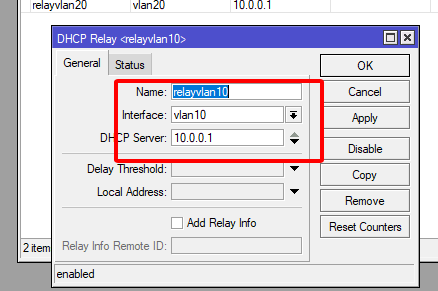 relayvlan20 vlan20 10.0.0.1
DHCP Relay <relayvlan10>
General Status
Name: relayvlan10
Interface: vlan10
DHCP Server: 10.0.0.1
Delay Threshold:
Local Address:
Add Relay Info
Relay Info Remote ID:
enabled
OK
Cancel
Apply
Disable
Copy
Remove
Reset Counters
2 item